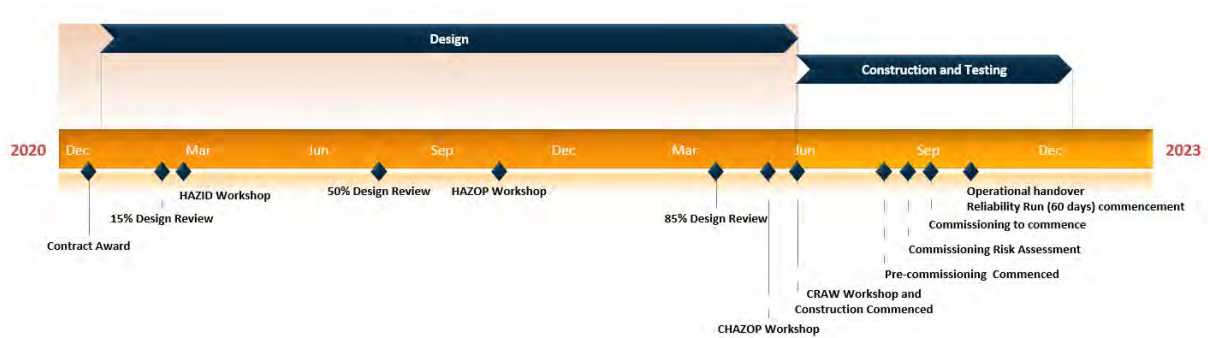 Design
Construction and Testing
2020 Dec Mar Jun Sep Dec Mar Jun Sep Dec 2023
HAZID Workshop
50% Design Review
HAZOP Workshop
Operational handover
Reliability Run (60 days) commencement
15% Design Review
85% Design Review
Commissioning to commence
Contract Award
Commissioning Risk Assessment
Pre-commissioning Commenced
CRAW Workshop and
Construction Commenced
CHAZOP Workshop